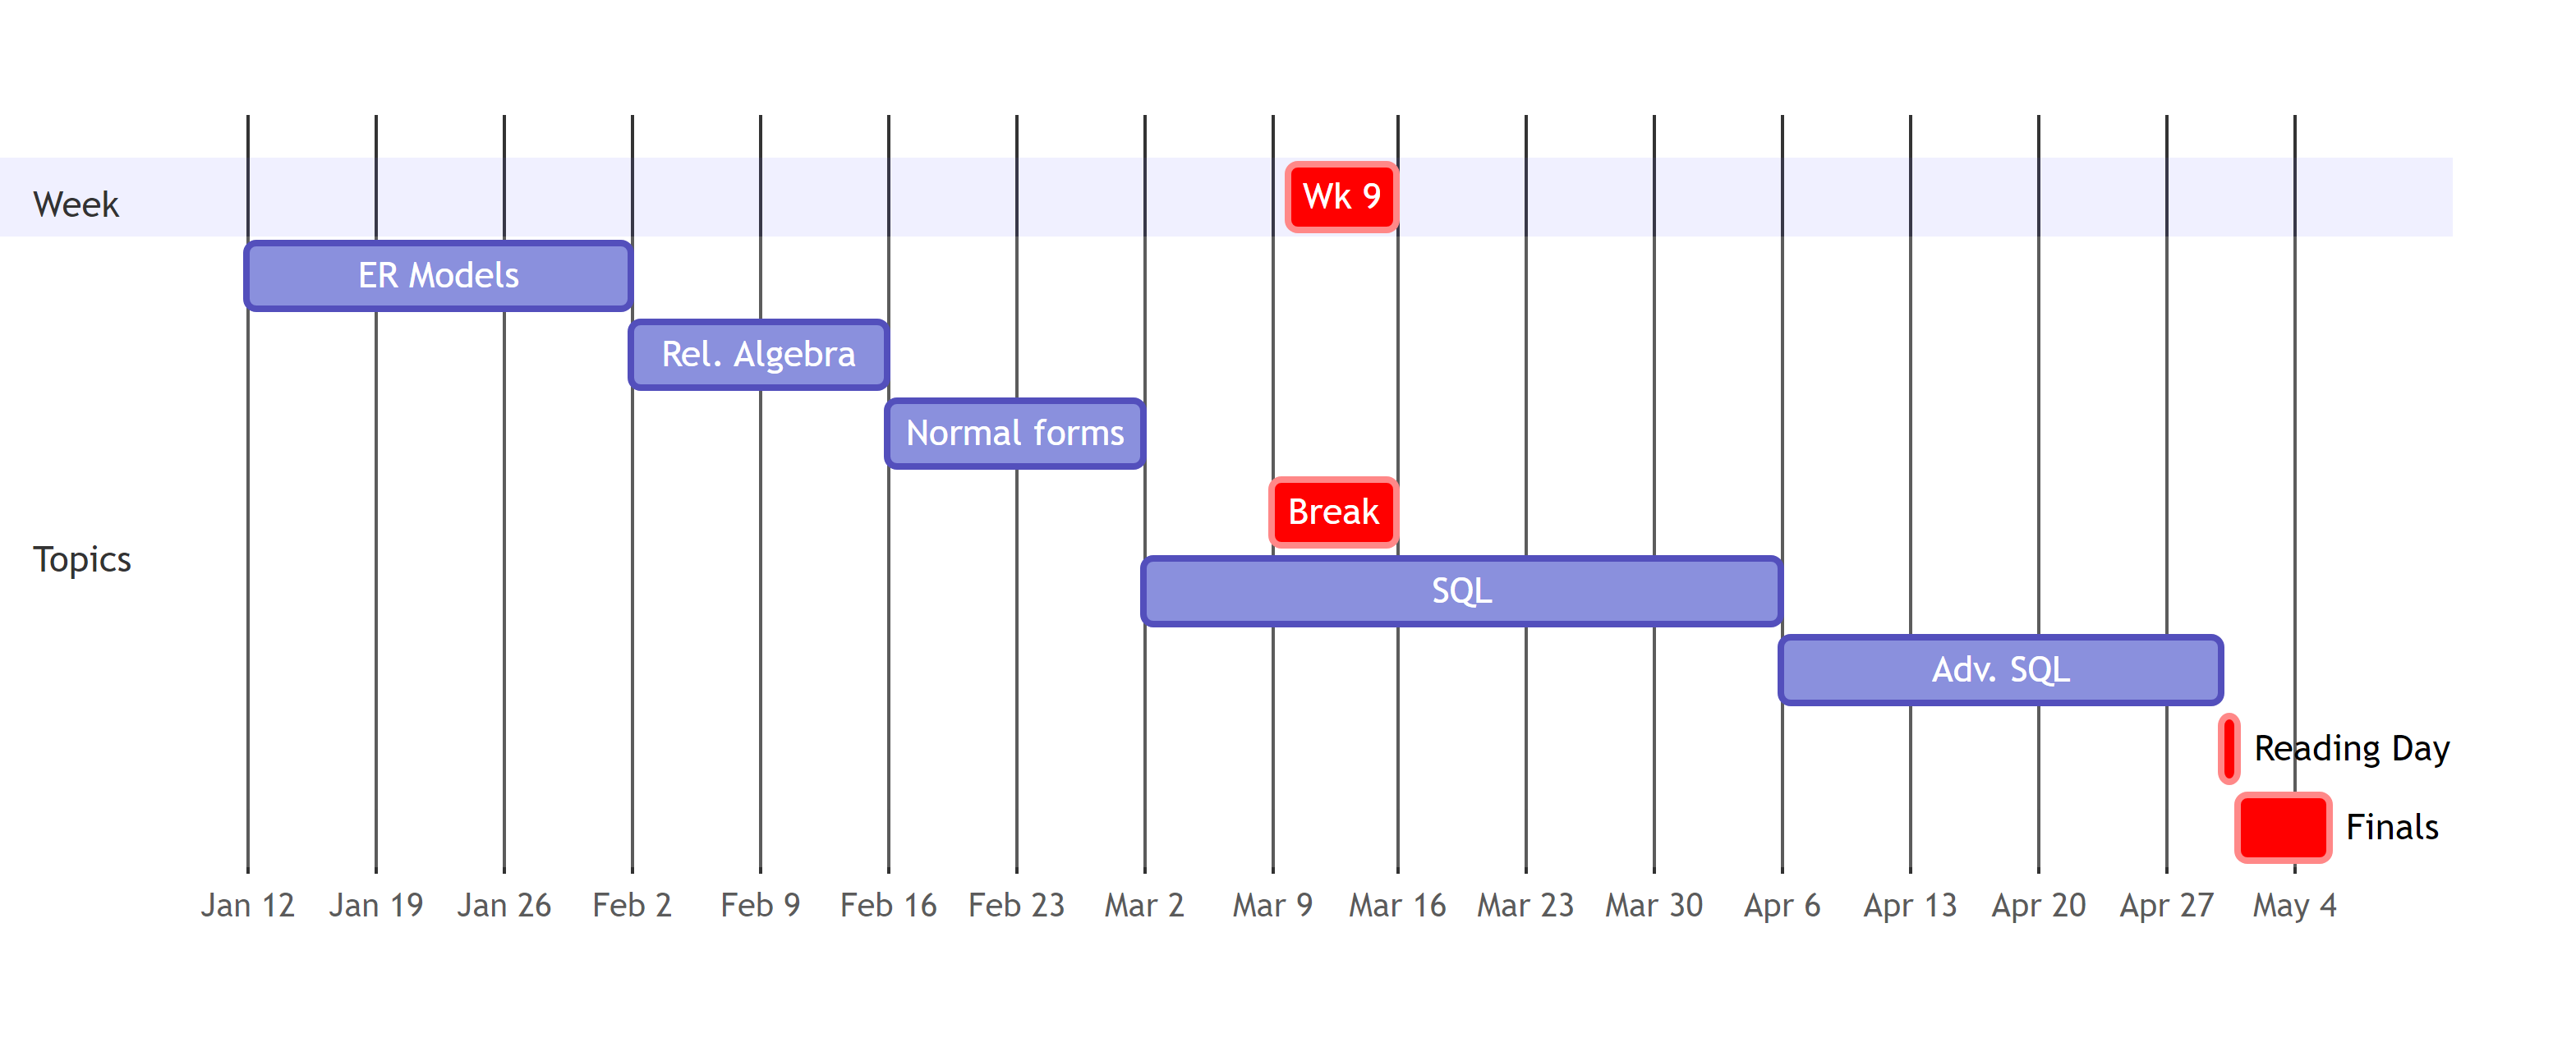 Week
Wk 9
ER Models
Rel. Algebra
Normal forms
Break
Topics
SQL
Adv. SQL
Reading Day
Finals
Jan 12 Jan 19 Jan 26 Feb 2 Feb 9 Feb 16 Feb 23 Mar 2 Mar 9 Mar 16 Mar 23 Mar 30 Apr 6 Apr 13 Apr 20 Apr 27 May 4